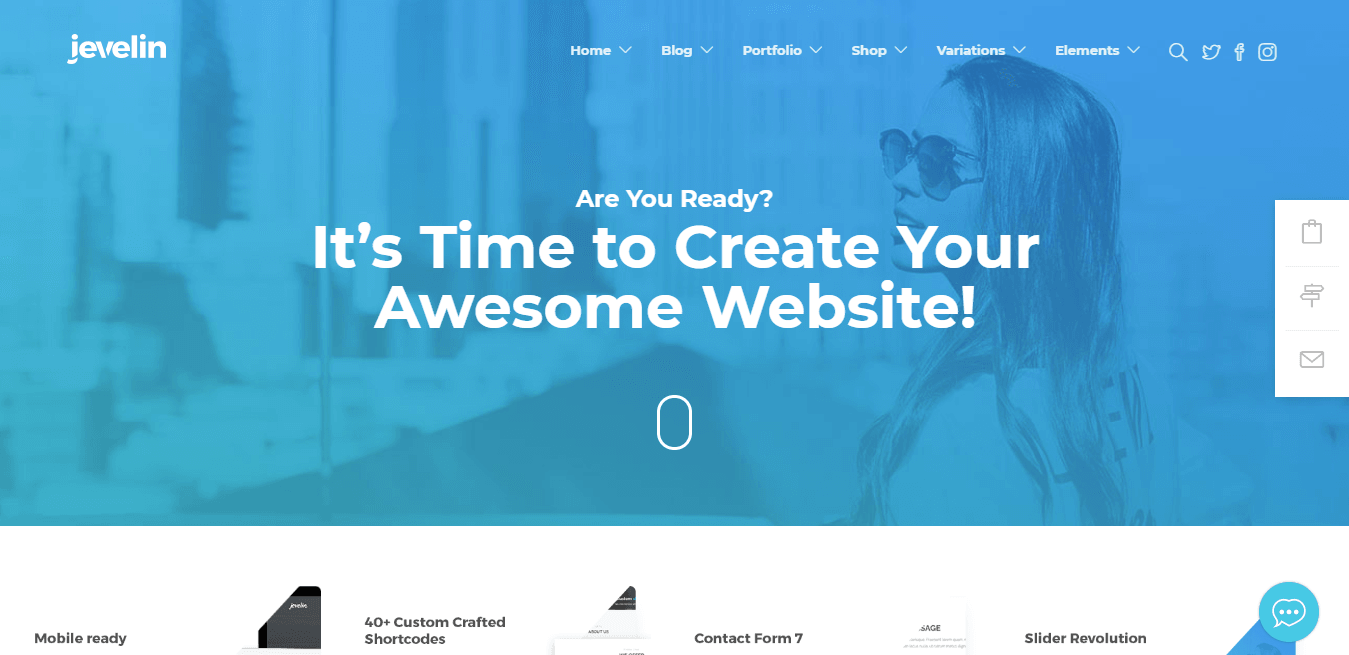 jevelin
Home Blog Portfolio Shop Variations Elements
Are You Ready?
It's Time to Create Your
Awesome Website!
Mobile ready
jevelin
40+ Custom Crafted
Shortcodes
ABOUT US
Contact Form 7
SAGE
Slider Revolution